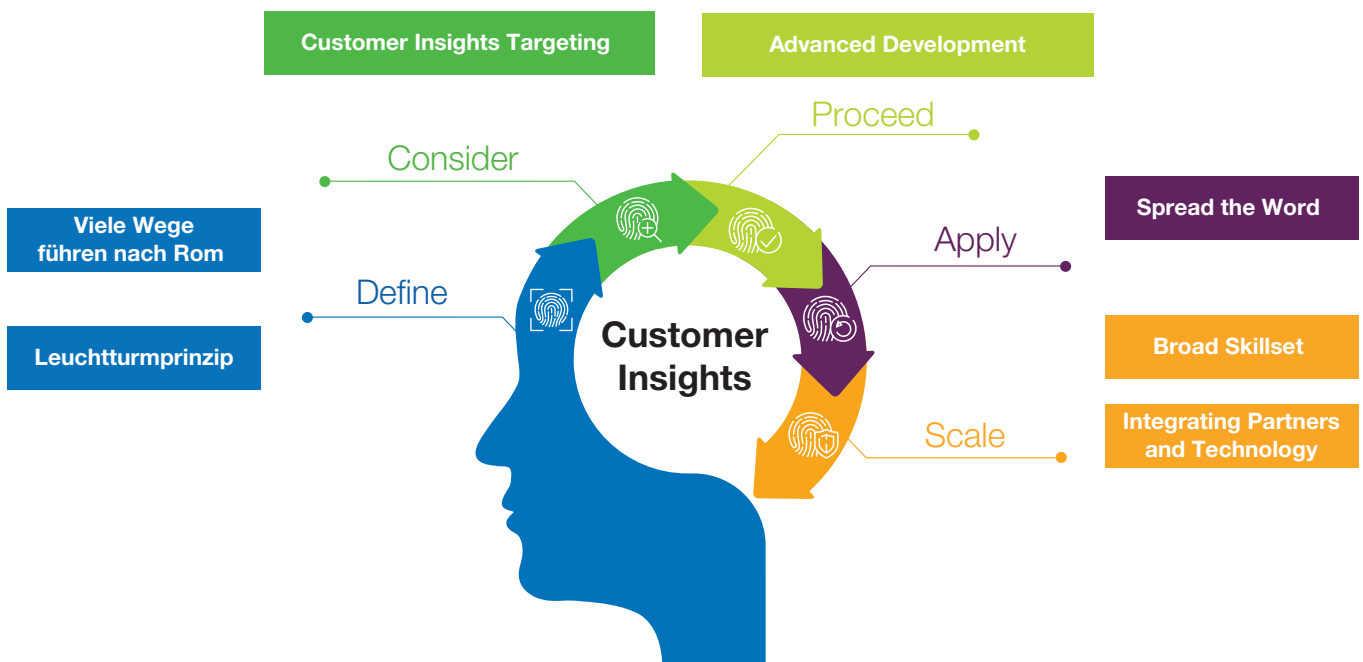 Customer Insights Targeting
Advanced Development
Proceed
Consider
Viele Wege
führen nach Rom
Spread the Word
Apply
Define
Leuchtturmprinzip
Customer
Insights
Broad Skillset
Scale
Integrating Partners
and Technology